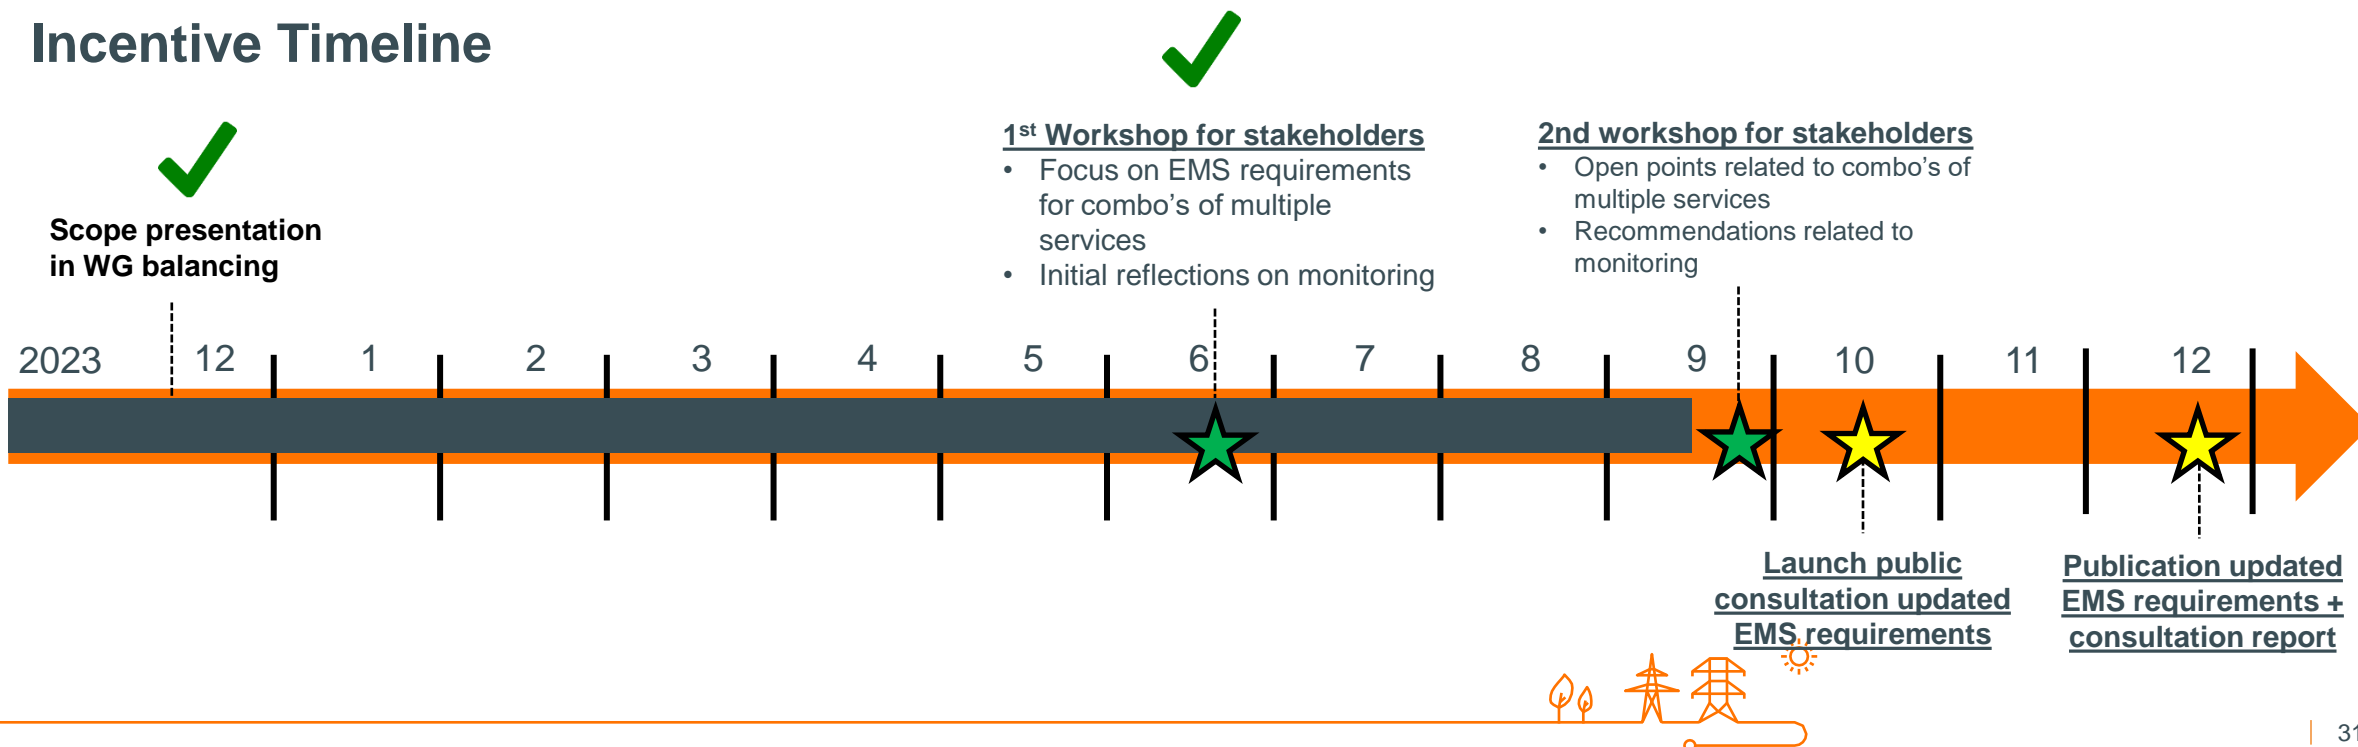 Incentive Timeline
Scope presentation
in WG balancing
1st Workshop for stakeholders
• Focus on EMS requirements
for combo’s of multiple
services
• Initial reflections on monitoring
2nd workshop for stakeholders
• Open points related to combo’s of
multiple services
• Recommendations related to
monitoring
2023 12 1 2 3 4 5 6 7 8 9 10 11 12
Launch public
consultation updated
EMS requirements
Publication updated
EMS requirements +
consultation report
31